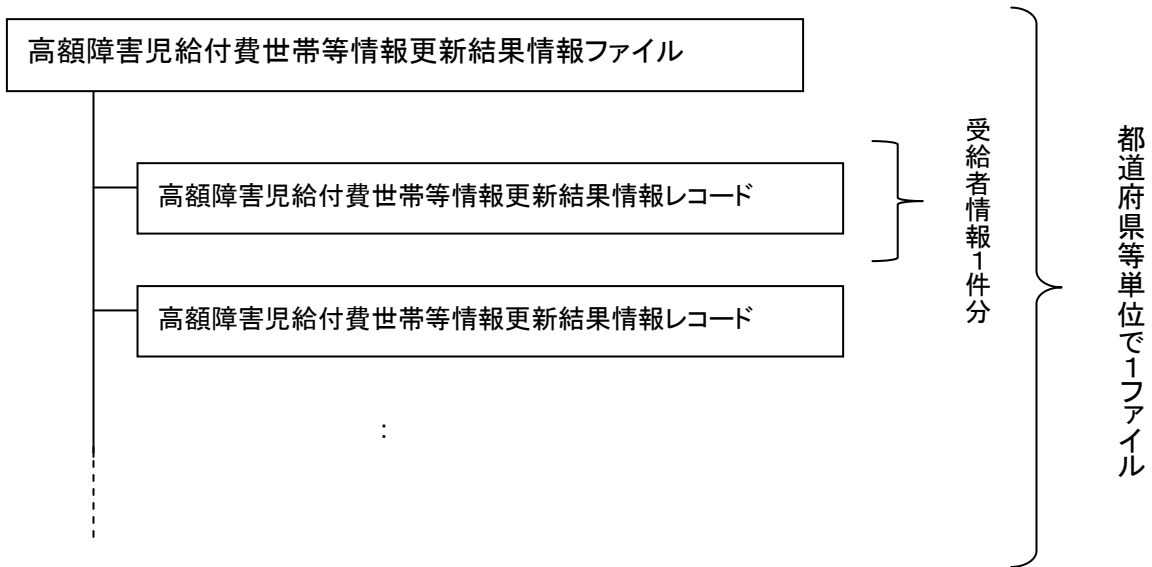 高額障害児給付費世帯等情報更新結果情報ファイル
高額障害児給付費世帯等情報更新結果情報レコード
受給者情報1件分
高額障害児給付費世帯等情報更新結果情報レコード
:
都道府県等単位で1ファイル